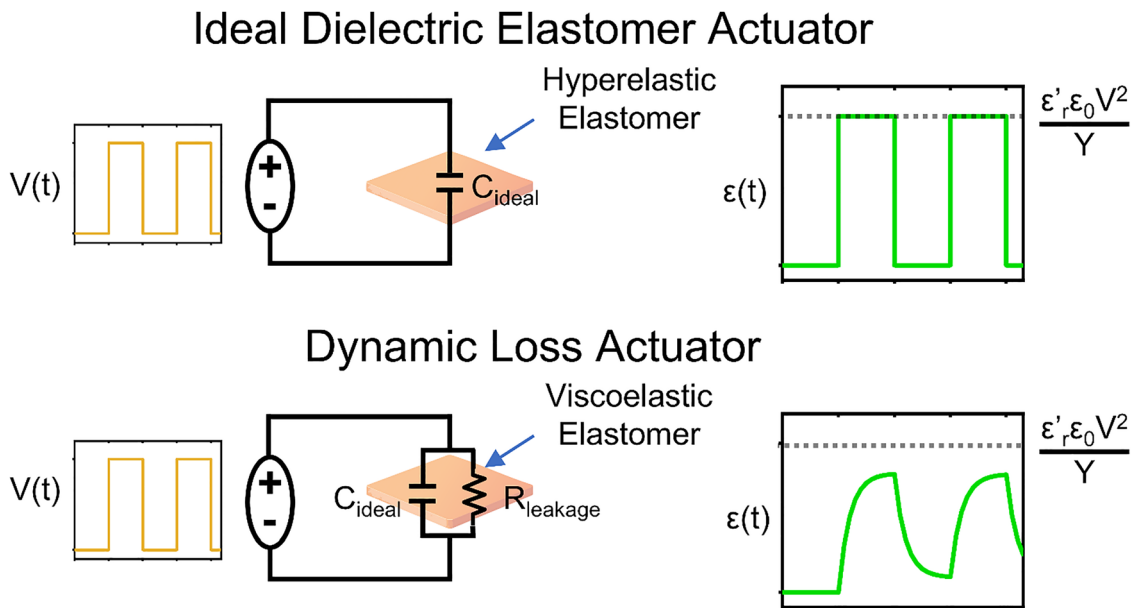 Ideal Dielectric Elastomer Actuator
Hyperelastic
Elastomer
V(t)
+
-
C_ideal
ε(t)
ε'_rε_0V^2
Y
Dynamic Loss Actuator
Viscoelastic
Elastomer
V(t)
+
-
C_ideal
R_leakage
ε(t)
ε'_rε_0V^2
Y